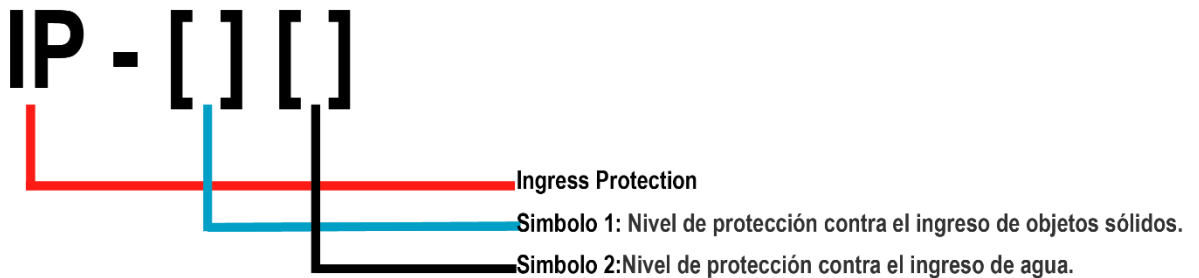 IP - [ ] [ ]
Ingress Protection
Simbolo 1: Nivel de protección contra el ingreso de objetos sólidos.
Simbolo 2:Nivel de protección contra el ingreso de agua.